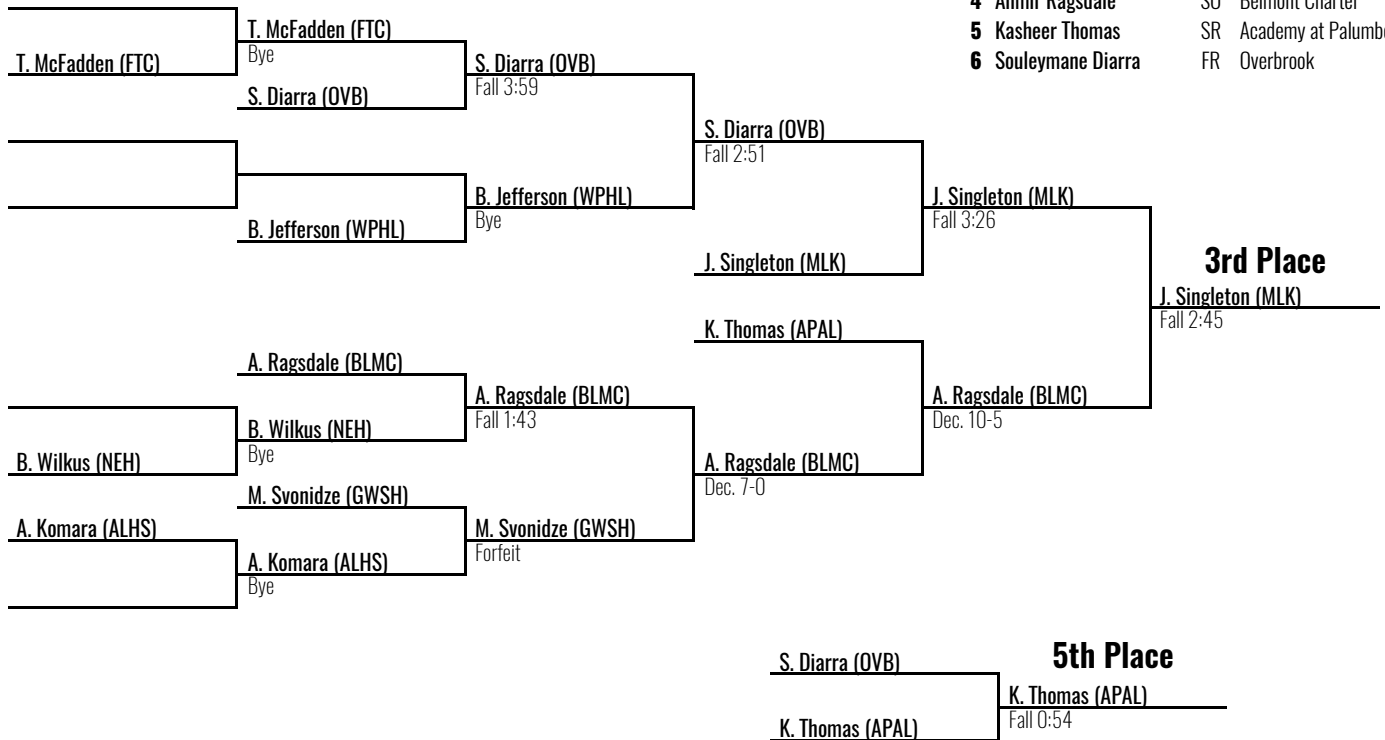 4 Amir Ragsdale SO Belmont Charter
5 Kasheer Thomas SR Academy at Palumbo
6 Souleymane Diarra FR Overbrook
T. McFadden (FTC)
T. McFadden (FTC)
Bye
S. Diarra (OVB)
S. Diarra (OVB)
Fall 3:59
B. Jefferson (WPHL)
B. Jefferson (WPHL)
Bye
S. Diarra (OVB)
Fall 2:51
J. Singleton (MLK)
J. Singleton (MLK)
Fall 3:26
3rd Place
J. Singleton (MLK)
Fall 2:45
K. Thomas (APAL)
A. Ragsdale (BLMC)
Dec. 10-5
A. Ragsdale (BLMC)
A. Ragsdale (BLMC)
Fall 1:43
B. Wilkus (NEH)
B. Wilkus (NEH)
Bye
A. Ragsdale (BLMC)
Dec. 7-0
M. Svonidze (GWSH)
M. Svonidze (GWSH)
Forfeit
A. Komara (ALHS)
A. Komara (ALHS)
Bye
5th Place
S. Diarra (OVB)
K. Thomas (APAL)
K. Thomas (APAL)
Fall 0:54